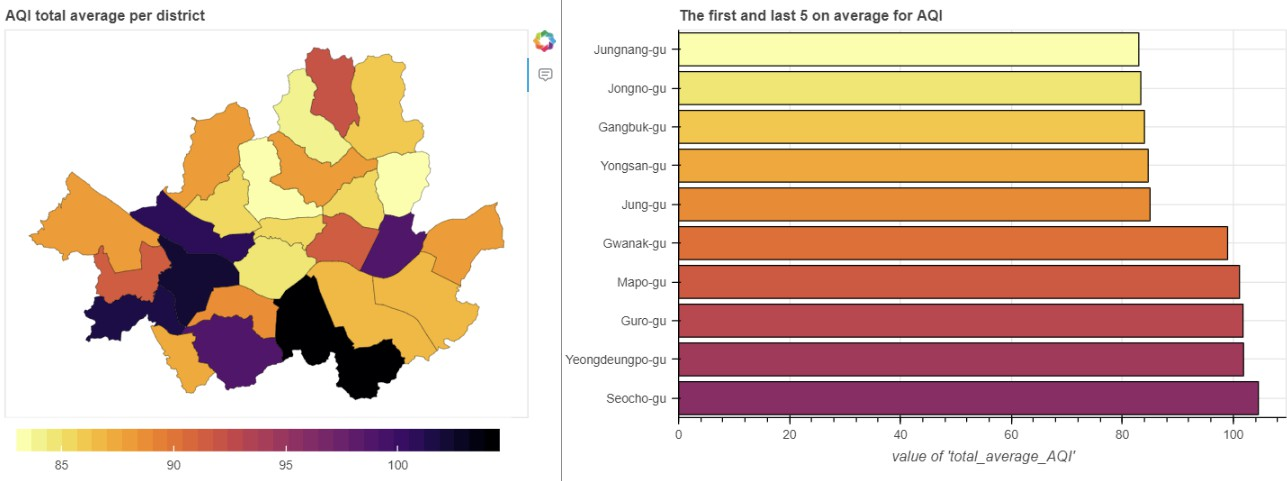 AQI total average per district
85
90
95
100
The first and last 5 on average for AQI
Jungnang-gu
Jongno-gu
Gangbuk-gu
Yongsan-gu
Jung-gu
Gwanak-gu
Mapo-gu
Guro-gu
Yeongdeungpo-gu
Seocho-gu
0
20
40
60
80
100
value of 'total_average_AQI'